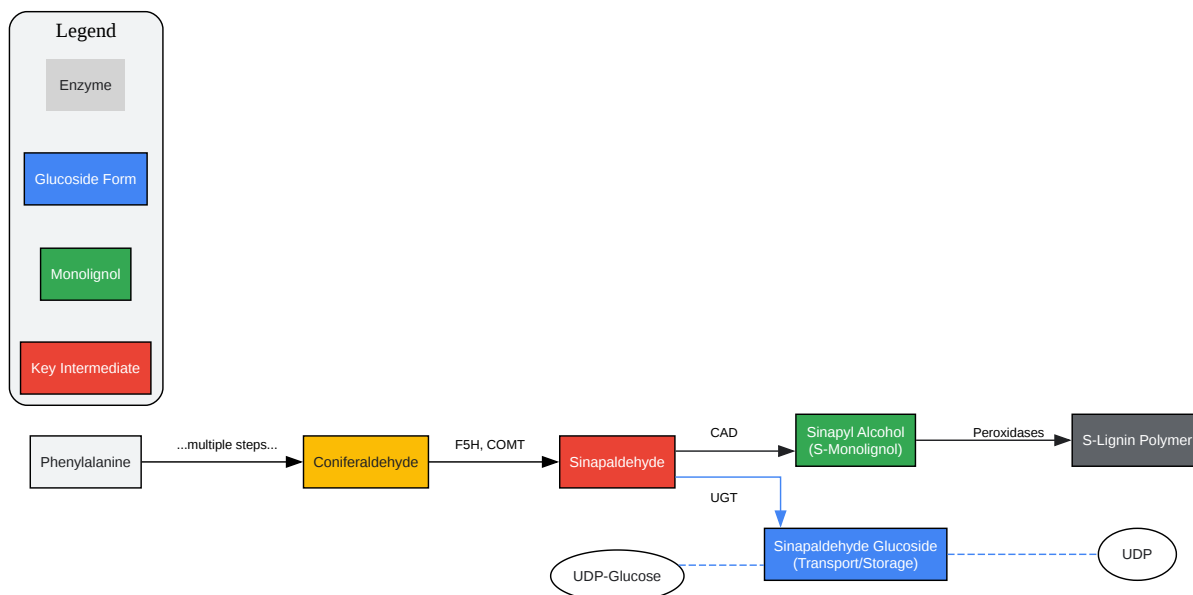 Legend
Enzyme
Glucoside Form
Monolignol
Key Intermediate
Phenylalanine
...multiple steps...
Coniferaldehyde
F5H, COMT
Sinapaldehyde
CAD
UGT
Sinapyl Alcohol
(S-Monolignol)
Peroxidases
S-Lignin Polymer
Sinapaldehyde Glucoside
(Transport/Storage)
UDP-Glucose
UDP